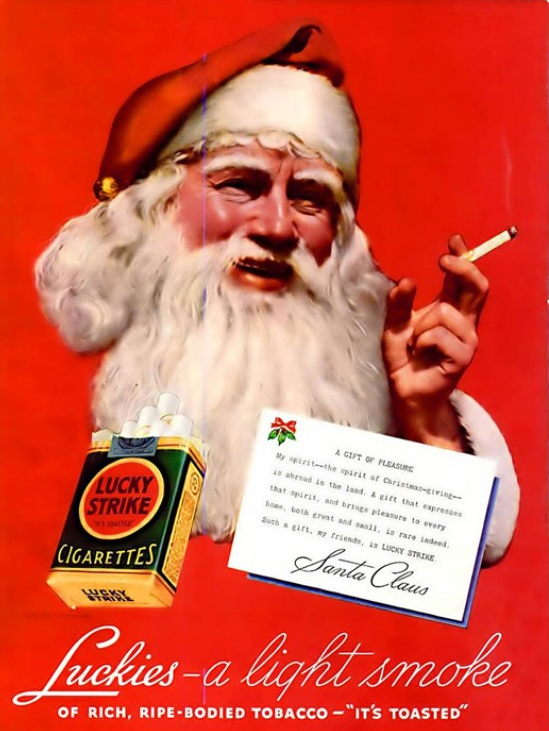 LUCKY
STRIKE
"IT'S TOASTED"
CIGARETTES
LUCKY
STRIKE
A GIFT OF PLEASURE
My spirit—the spirit of Christmas-giving—
is abroad in the land. A gift that expresses
that spirit, and brings pleasure to every
home, both great and small, is rare indeed.
Such a gift, my friends, is LUCKY STRIKE.
Santa Claus
Luckies – a light smoke
OF RICH, RIPE-BODIED TOBACCO – "IT'S TOASTED"